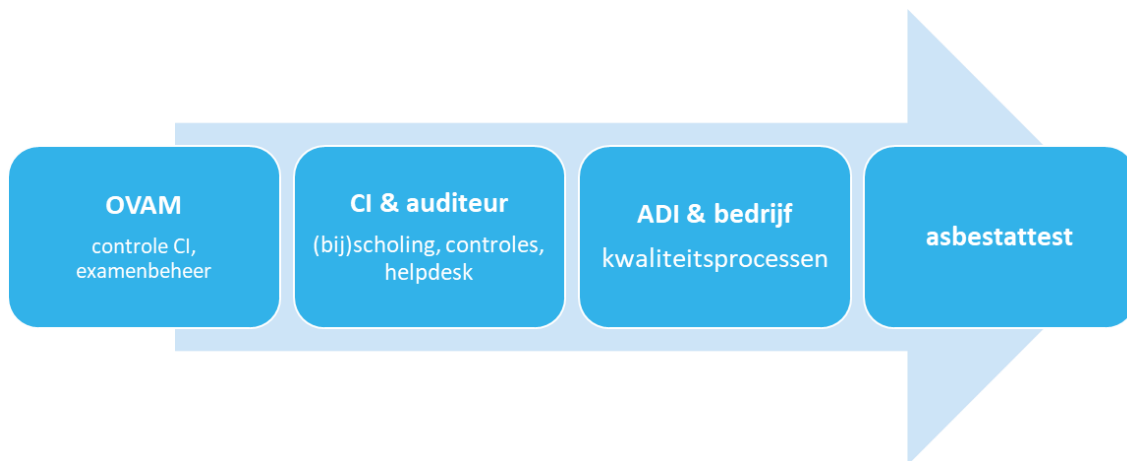 OVAM
controle CI,
examenbeheer
CI & auditeur
(bij)scholing, controles,
helpdesk
ADI & bedrijf
kwaliteitsprocessen
asbestattest